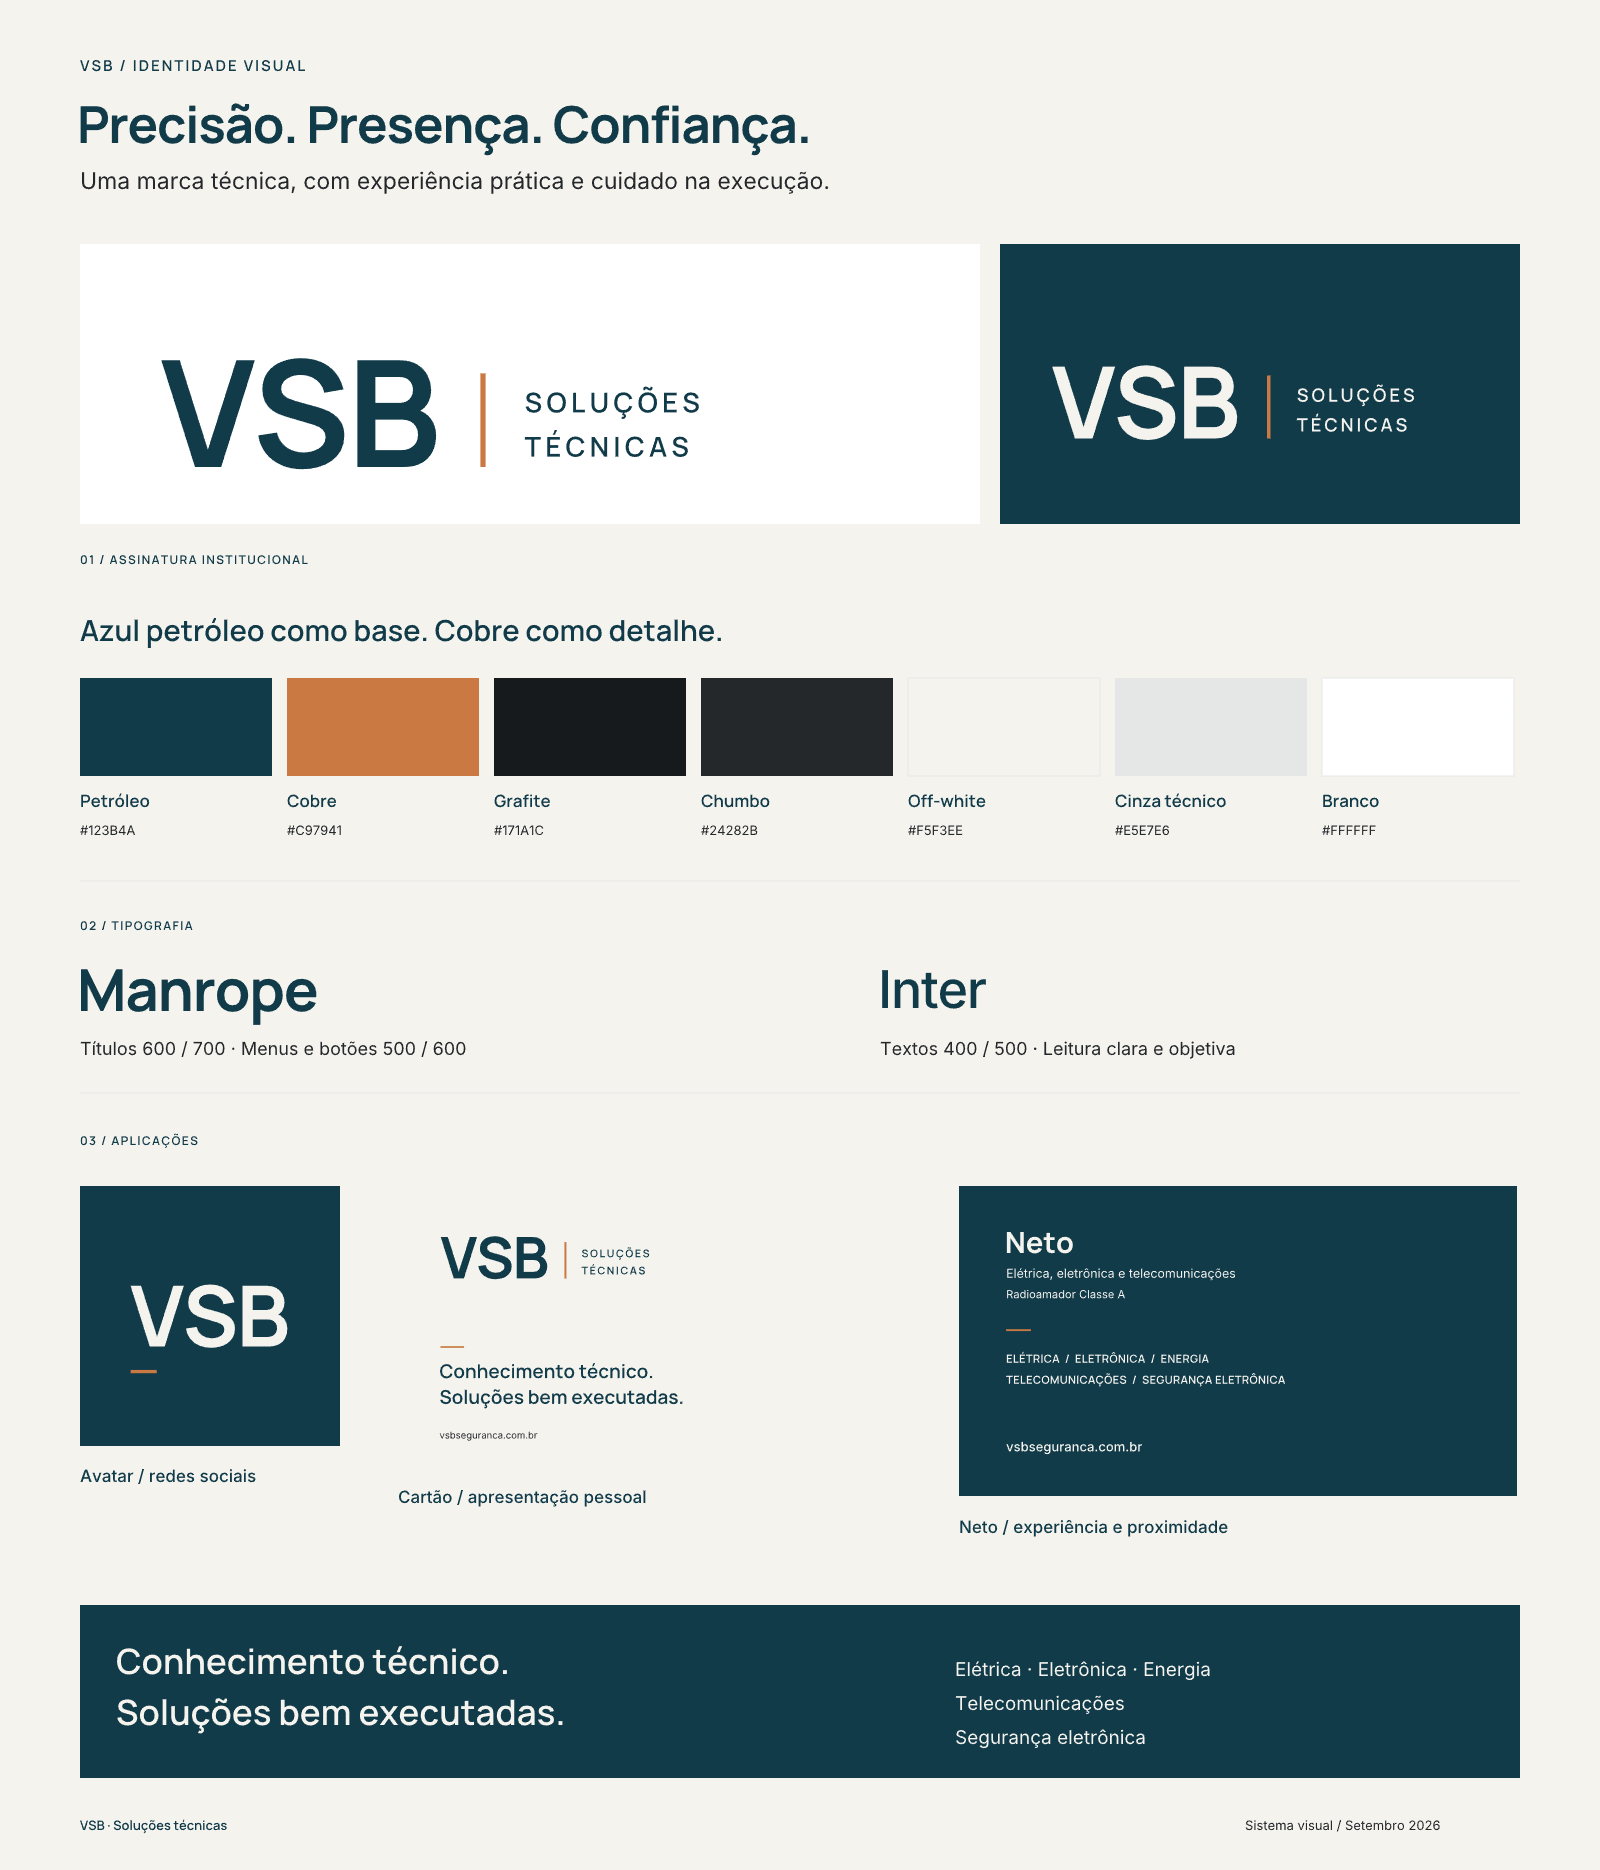 VSB / IDENTIDADE VISUAL
Precisão. Presença. Confiança.
Uma marca técnica, com experiência prática e cuidado na execução.
VSB
SOLUÇÕES
TÉCNICAS
VSB
SOLUÇÕES
TÉCNICAS
01 / ASSINATURA INSTITUCIONAL
Azul petróleo como base. Cobre como detalhe.
Petróleo
#123B4A
Cobre
#C97941
Grafite
#171A1C
Chumbo
#24282B
Off-white
#F5F3EE
Cinza técnico
#E5E7E6
Branco
#FFFFFF
02 / TIPOGRAFIA
Manrope
Títulos 600 / 700 · Menus e botões 500 / 600
Inter
Textos 400 / 500 · Leitura clara e objetiva
03 / APLICAÇÕES
VSB
Avatar / redes sociais
VSB
SOLUÇÕES
TÉCNICAS
Conhecimento técnico.
Soluções bem executadas.
vsbseguranca.com.br
Cartão / apresentação pessoal
Neto
Elétrica, eletrônica e telecomunicações
Radioamador Classe A
ELÉTRICA / ELETRÔNICA / ENERGIA
TELECOMUNICAÇÕES / SEGURANÇA ELETRÔNICA
vsbseguranca.com.br
Neto / experiência e proximidade
Conhecimento técnico.
Soluções bem executadas.
Elétrica · Eletrônica · Energia
Telecomunicações
Segurança eletrônica
VSB · Soluções técnicas
Sistema visual / Setembro 2026